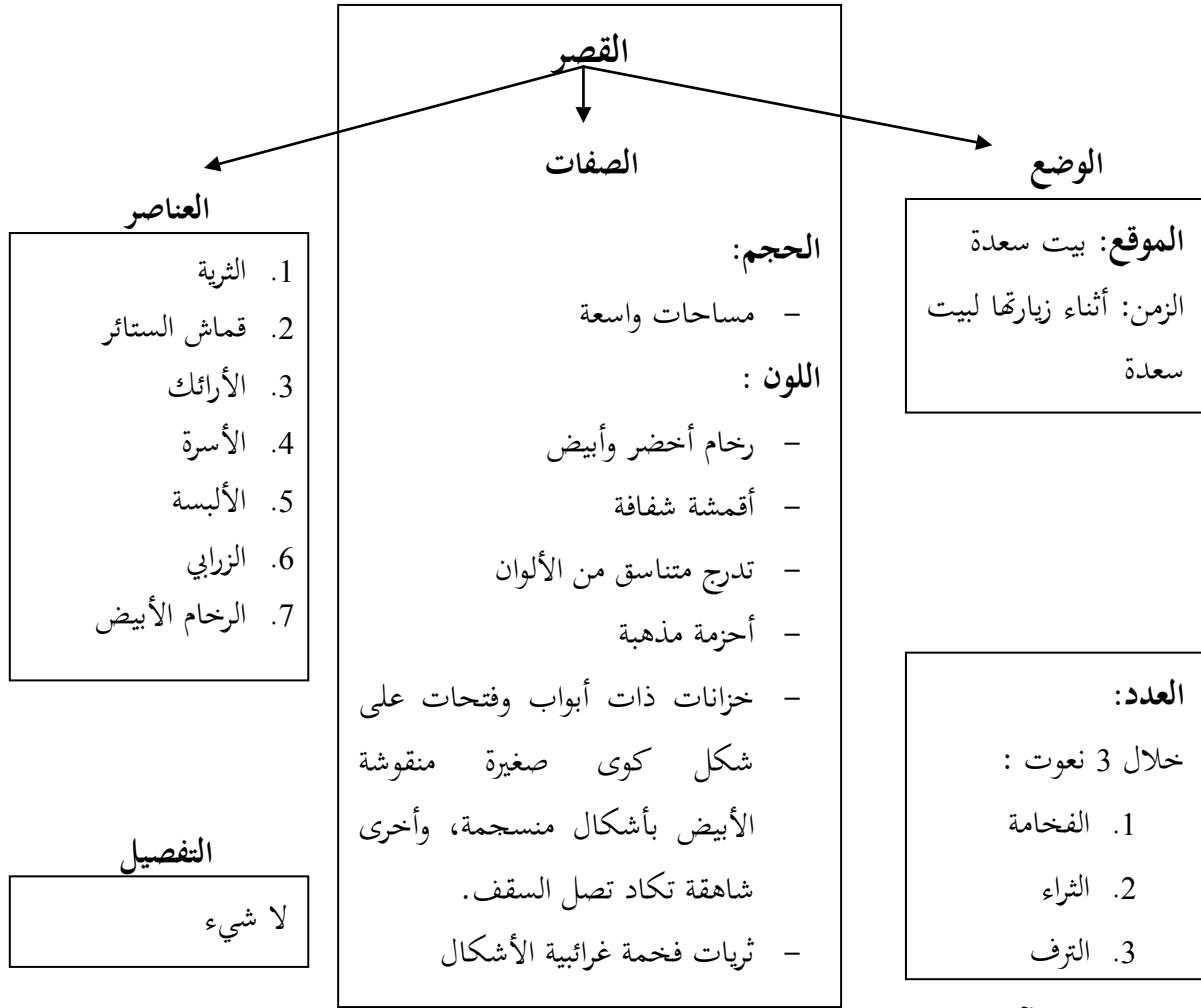 القصر
الصفات
الحجم:
– مساحات واسعة
اللون :
– رخام أخضر وأبيض
– أقمشة شفافة
– تدرج متناسق من الألوان
– أحزمة مذهبة
– خزانات ذات أبواب وفتحات على
شكل كوى صغيرة منقوشة
الأبيض بأشكال منسجمة، وأخرى
شاهقة تكاد تصل السقف.
– ثريات فخمة غرائبية الأشكال
الوضع
الموقع: بيت سعدة
الزمن: أثناء زيارتها لبيت
سعدة
العدد:
خلال 3 نعوت :
1. الفخامة
2. الثراء
3. الترف
العناصر
1. الثرية
2. قماش الستائر
3. الأرائك
4. الأسرة
5. الألبسة
6. الزرابي
7. الرخام الأبيض
التفصيل
لا شيء